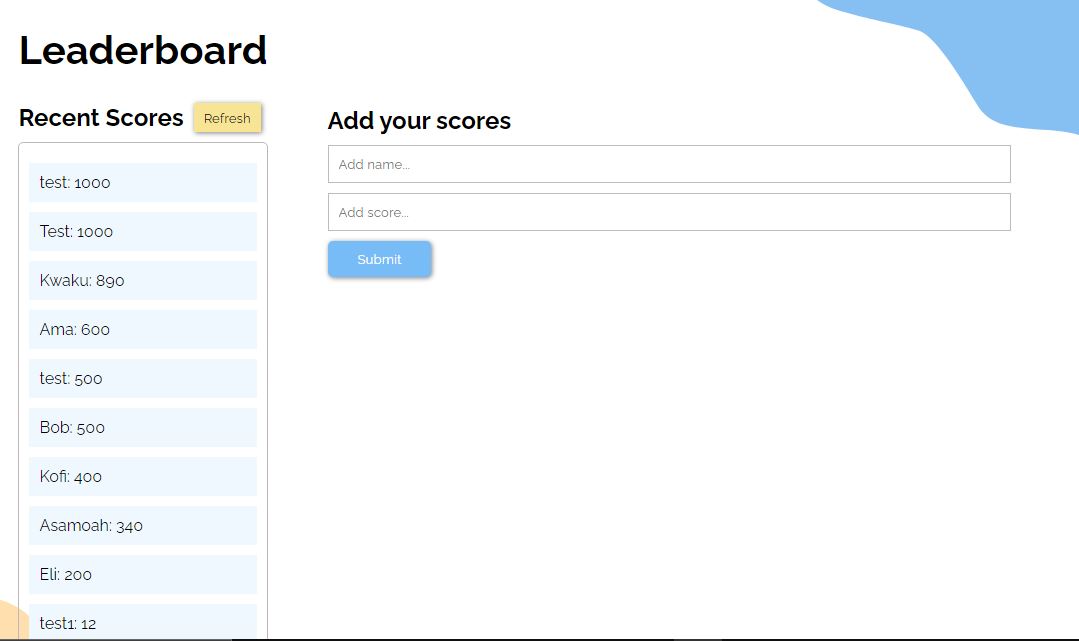 Leaderboard
Recent Scores
Refresh
test: 1000
Test: 1000
Kwaku: 890
Ama: 600
test: 500
Bob: 500
Kofi: 400
Asamoah: 340
Eli: 200
test1: 12
Add your scores
Add name...
Add score...
Submit